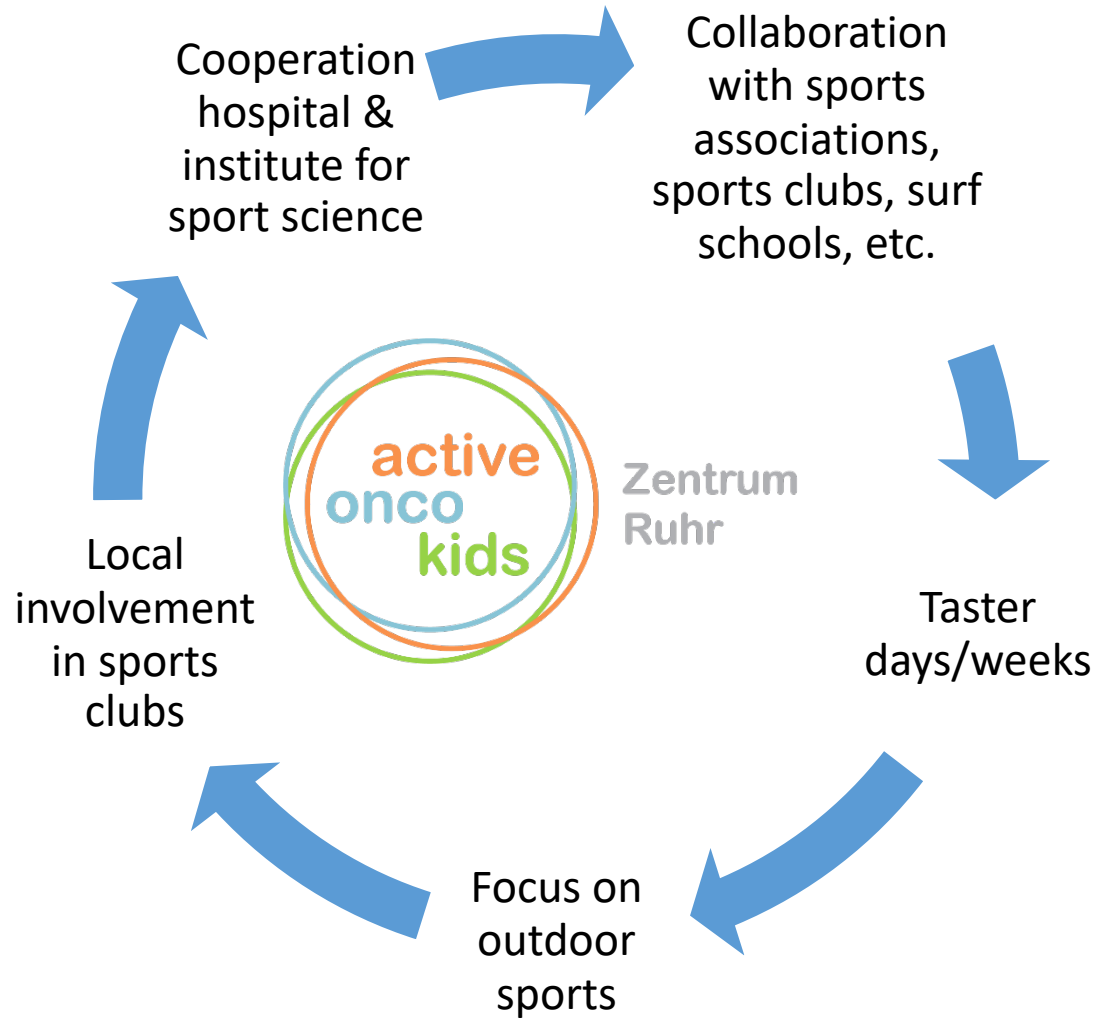 Cooperation
hospital &
institute for
sport science
Collaboration
with sports
associations,
sports clubs, surf
schools, etc.
Taster
days/weeks
Focus on
outdoor
sports
Local
involvement
in sports
clubs
active
onco
kids
Zentrum
Ruhr